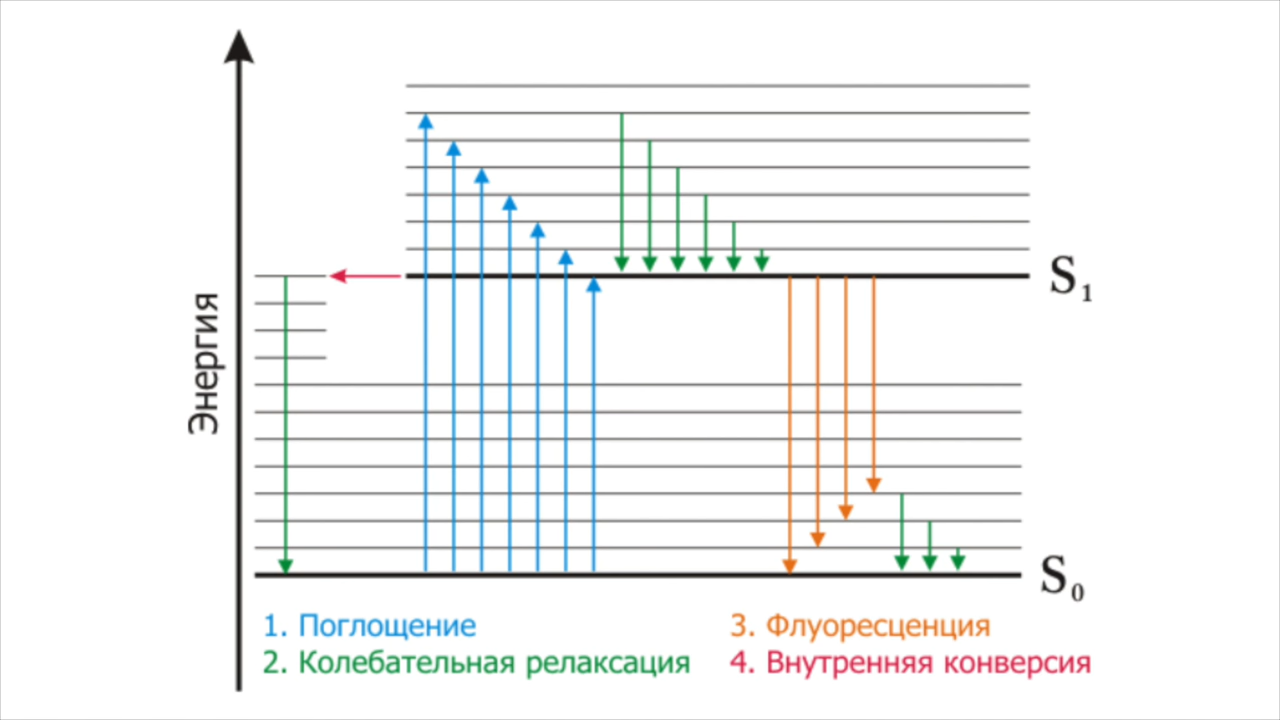 Энергия
S₁
S₀
1. Поглощение
2. Колебательная релаксация
3. Флуоресценция
4. Внутренняя конверсия